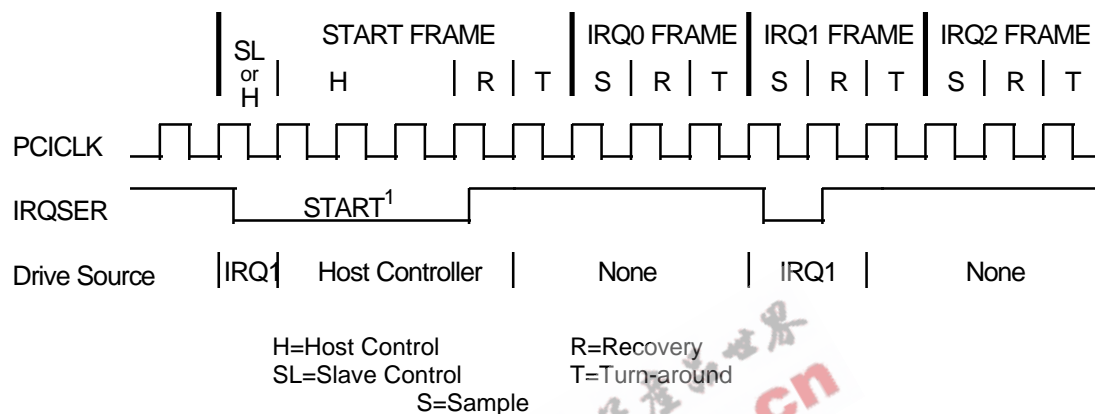 START FRAME IRQ0 FRAME IRQ1 FRAME IRQ2 FRAME
SL
or
H
H R T S R T S R T S R T
PCICLK
IRQSER START1
Drive Source IRQ1 Host Controller None IRQ1 None
H=Host Control R=Recovery
SL=Slave Control T=Turn-around
S=Sample
.cn